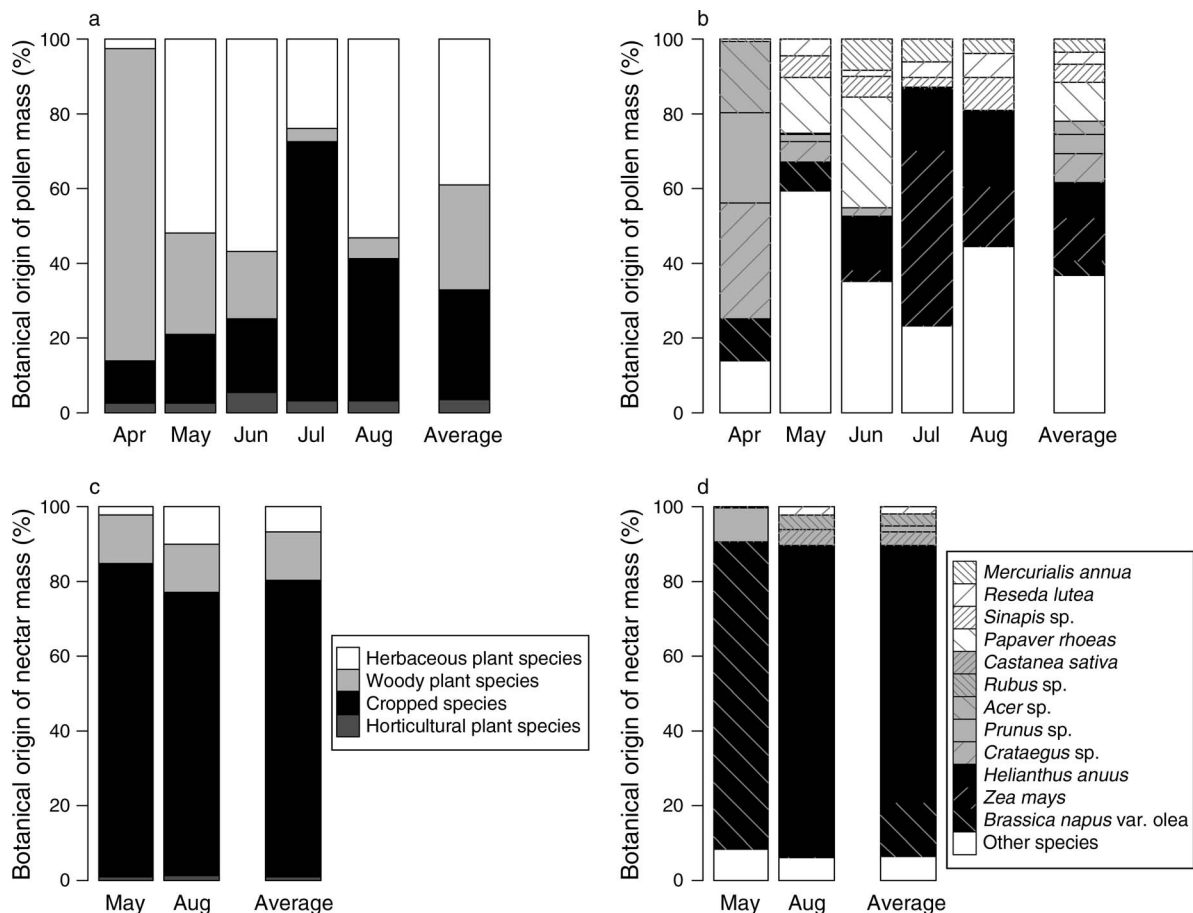 a
Botanical origin of pollen mass (%)
100
80
60
40
20
0
Apr May Jun Jul Aug Average
b
Botanical origin of pollen mass (%)
100
80
60
40
20
0
Apr May Jun Jul Aug Average
c
Botanical origin of nectar mass (%)
100
80
60
40
20
0
May Aug Average
Herbaceous plant species
Woody plant species
Cropped species
Horticultural plant species
d
Botanical origin of nectar mass (%)
100
80
60
40
20
0
May Aug Average
Mercurialis annua
Reseda lutea
Sinapis sp.
Papaver rhoeas
Castanea sativa
Rubus sp.
Acer sp.
Prunus sp.
Crataegus sp.
Helianthus anuus
Zea mays
Brassica napus var. olea
Other species